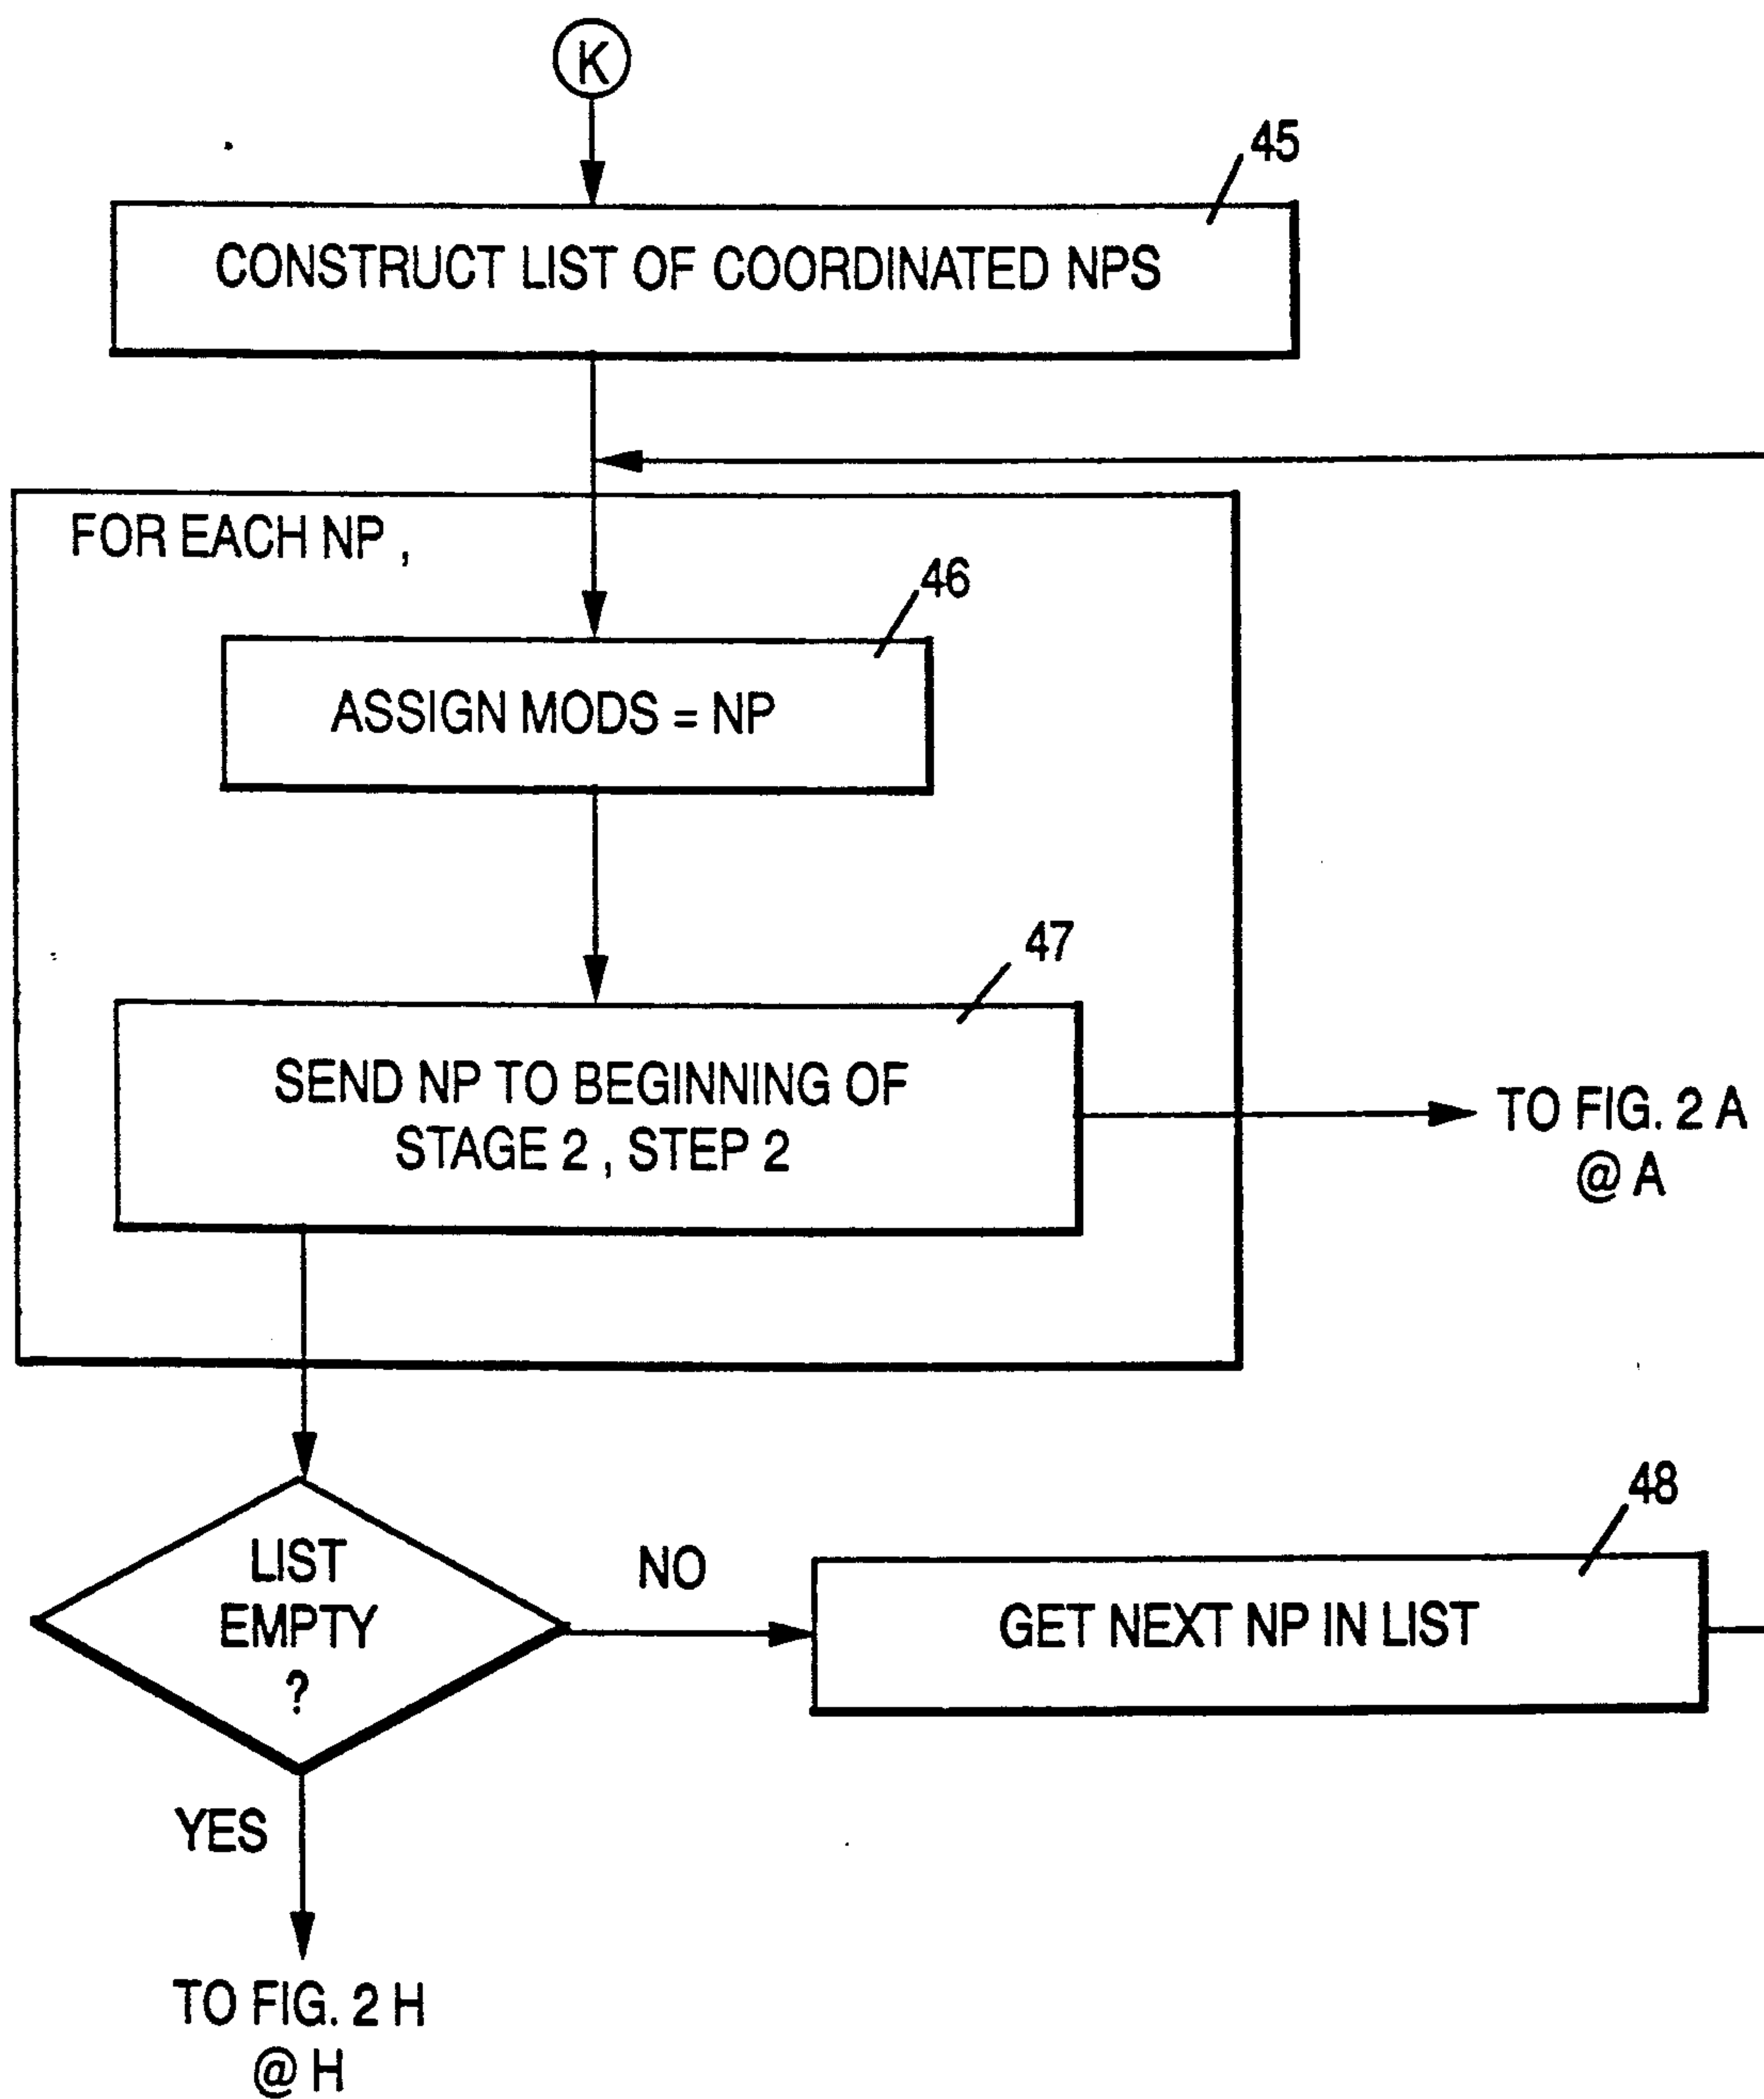 K
45
CONSTRUCT LIST OF COORDINATED NPS
FOR EACH NP ,
46
ASSIGN MODS = NP
47
SEND NP TO BEGINNING OF
STAGE 2 , STEP 2
TO FIG. 2 A
@ A
LIST
EMPTY
?
NO
48
GET NEXT NP IN LIST
YES
TO FIG. 2 H
@ H